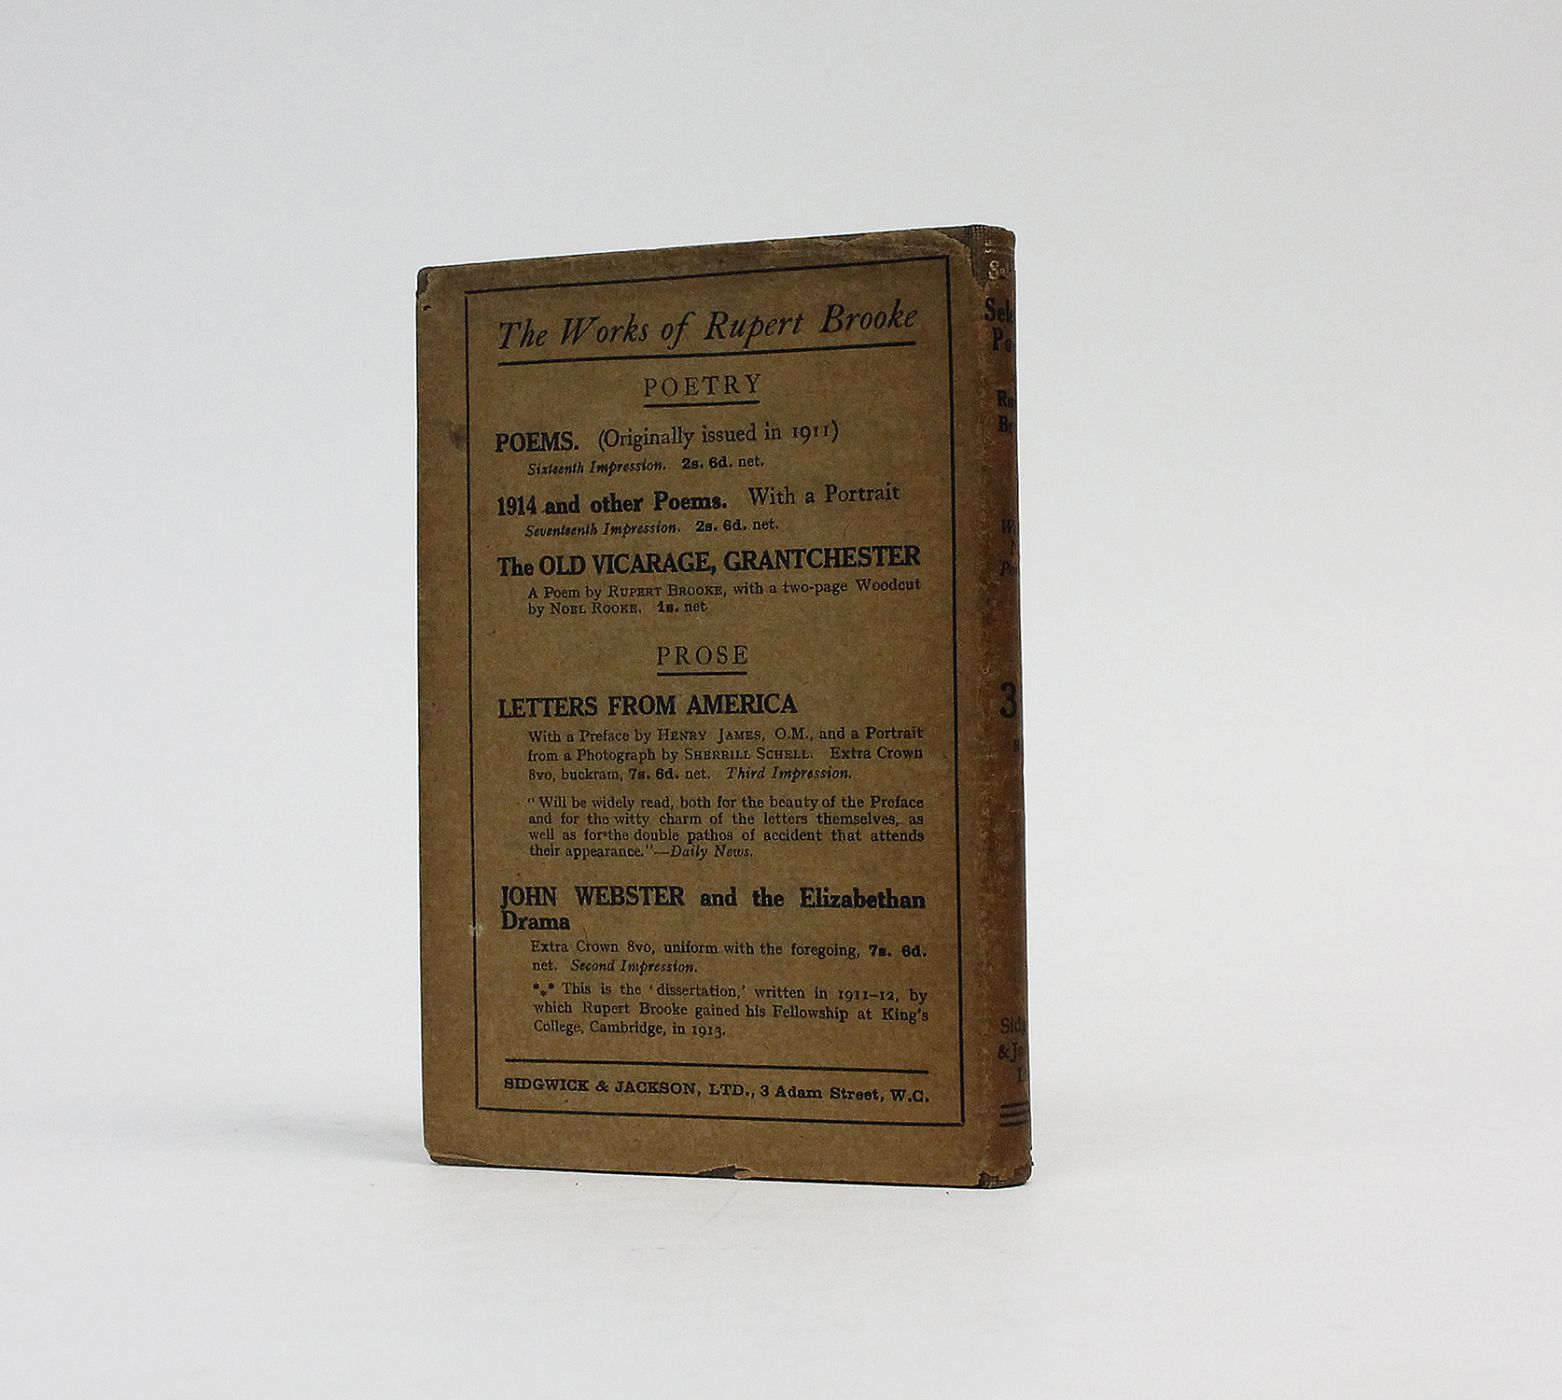 The Works of Rupert Brooke
POETRY
POEMS. (Originally issued in 1911)
Sixteenth Impression. 2s. 6d. net.
1914 and other Poems. With a Portrait
Seventeenth Impression. 2s. 6d. net.
The OLD VICARAGE, GRANTCHESTER
A Poem by RUPERT BROOKE, with a two-page Woodcut
by NOEL ROOKE. 1s. net
PROSE
LETTERS FROM AMERICA
With a Preface by HENRY JAMES, O.M., and a Portrait
from a Photograph by SHERRILL SCHELL. Extra Crown
8vo, buckram, 7s. 6d. net. Third Impression.
"Will be widely read, both for the beauty of the Preface
and for the witty charm of the letters themselves, as
well as for the double pathos of accident that attends
their appearance."—Daily News.
JOHN WEBSTER and the Elizabethan
Drama
Extra Crown 8vo, uniform with the foregoing, 7s. 6d.
net. Second Impression.
*⁎* This is the 'dissertation,' written in 1911-12, by
which Rupert Brooke gained his Fellowship at King's
College, Cambridge, in 1913.
SIDGWICK & JACKSON, LTD., 3 Adam Street, W.C.
Sel
Po
3
Sidg
& Ja
L